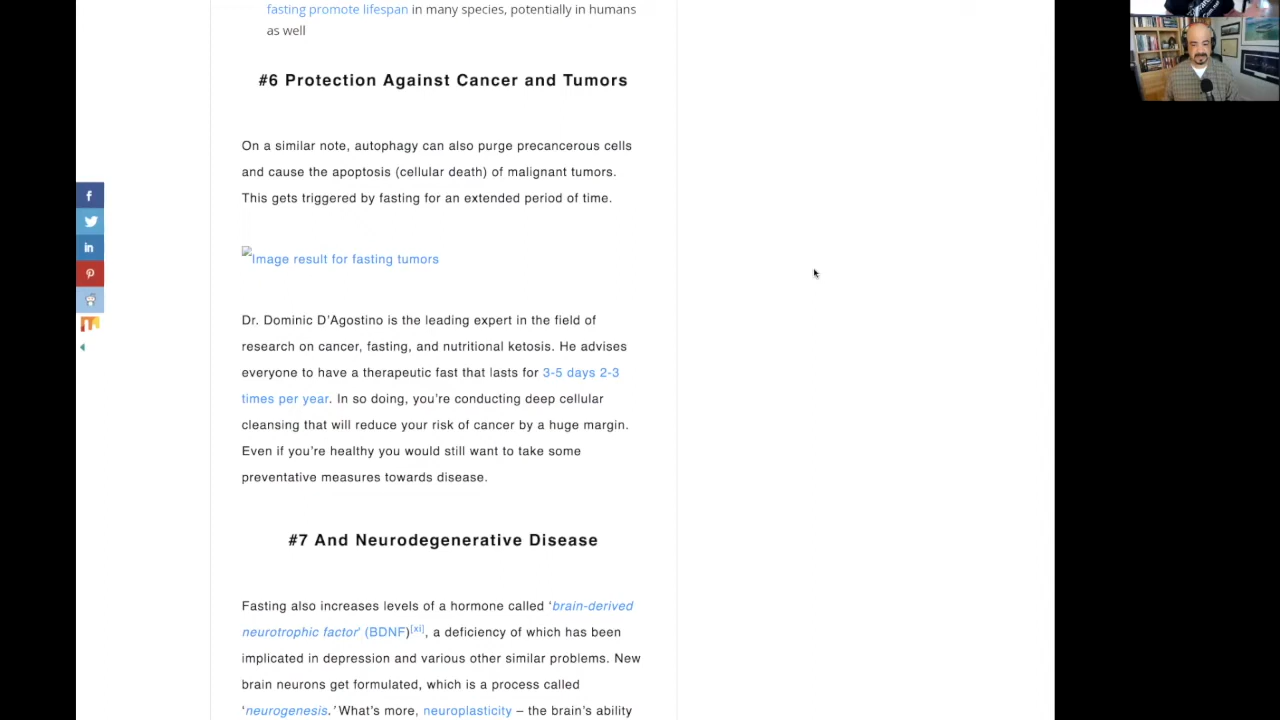 fasting promote lifespan in many species, potentially in humans
as well
#6 Protection Against Cancer and Tumors
On a similar note, autophagy can also purge precancerous cells
and cause the apoptosis (cellular death) of malignant tumors.
This gets triggered by fasting for an extended period of time.
Image result for fasting tumors
Dr. Dominic D’Agostino is the leading expert in the field of
research on cancer, fasting, and nutritional ketosis. He advises
everyone to have a therapeutic fast that lasts for 3-5 days 2-3
times per year. In so doing, you’re conducting deep cellular
cleansing that will reduce your risk of cancer by a huge margin.
Even if you’re healthy you would still want to take some
preventative measures towards disease.
#7 And Neurodegenerative Disease
Fasting also increases levels of a hormone called ‘brain-derived
neurotrophic factor’ (BDNF)[xi], a deficiency of which has been
implicated in depression and various other similar problems. New
brain neurons get formulated, which is a process called
‘neurogenesis.’ What’s more, neuroplasticity – the brain’s ability